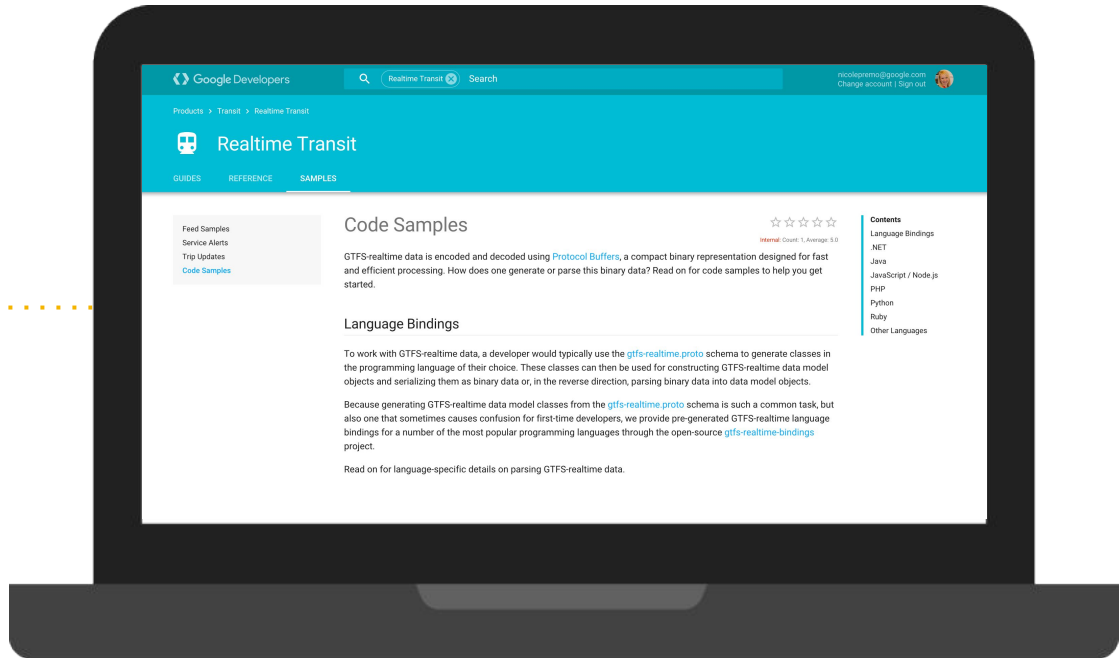 Google Developers
Realtime Transit
Search
nicolepremo@google.com
Change account | Sign out
Products > Transit > Realtime Transit
Realtime Transit
GUIDES REFERENCE SAMPLES
Feed Samples
Service Alerts
Trip Updates
Code Samples
Code Samples
Internal: Count: 1, Average: 5.0
GTFS-realtime data is encoded and decoded using Protocol Buffers, a compact binary representation designed for fast
and efficient processing. How does one generate or parse this binary data? Read on for code samples to help you get
started.
Language Bindings
To work with GTFS-realtime data, a developer would typically use the gtfs-realtime.proto schema to generate classes in
the programming language of their choice. These classes can then be used for constructing GTFS-realtime data model
objects and serializing them as binary data or, in the reverse direction, parsing binary data into data model objects.
Because generating GTFS-realtime data model classes from the gtfs-realtime.proto schema is such a common task, but
also one that sometimes causes confusion for first-time developers, we provide pre-generated GTFS-realtime language
bindings for a number of the most popular programming languages through the open-source gtfs-realtime-bindings
project.
Read on for language-specific details on parsing GTFS-realtime data.
Contents
Language Bindings
.NET
Java
JavaScript / Node.js
PHP
Python
Ruby
Other Languages